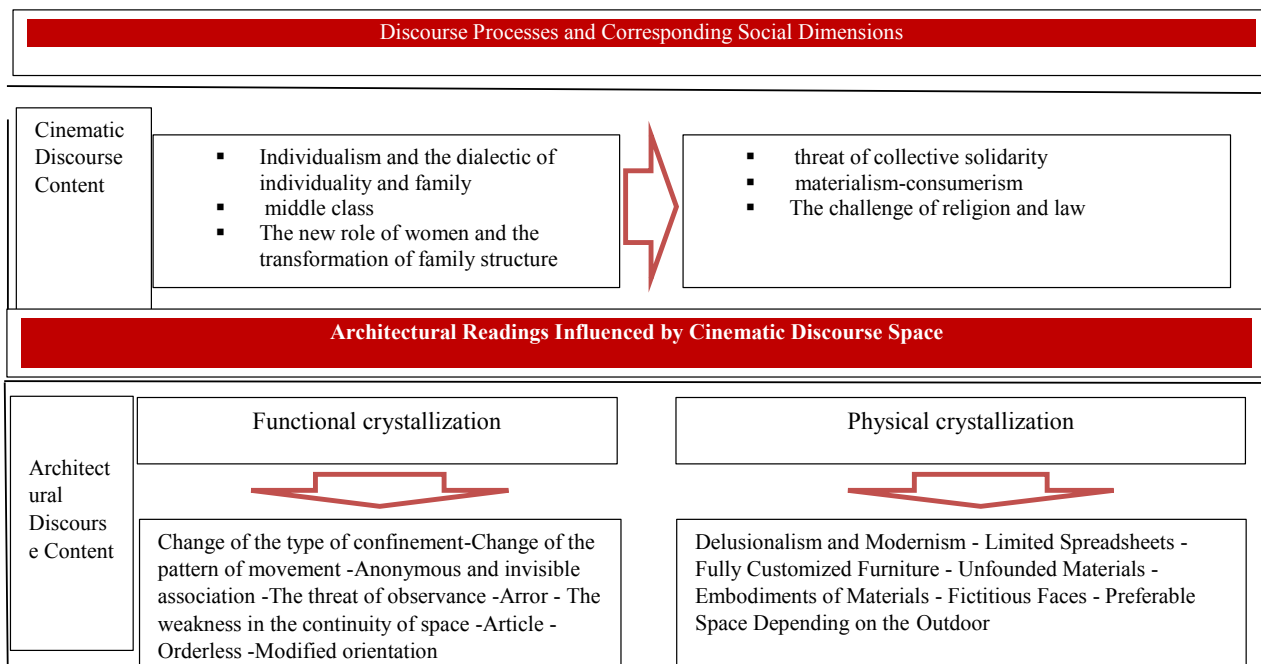 Discourse Processes and Corresponding Social Dimensions
Cinematic
Discourse
Content
▪ Individualism and the dialectic of
individuality and family
▪ middle class
▪ The new role of women and the
transformation of family structure
▪ threat of collective solidarity
▪ materialism-consumerism
▪ The challenge of religion and law
Architectural Readings Influenced by Cinematic Discourse Space
Architect
ural
Discours
e Content
Functional crystallization
Physical crystallization
Change of the type of confinement-Change of the
pattern of movement -Anonymous and invisible
association -The threat of observance -Arror - The
weakness in the continuity of space -Article -
Orderless -Modified orientation
Delusionalism and Modernism - Limited Spreadsheets -
Fully Customized Furniture - Unfounded Materials -
Embodiments of Materials - Fictitious Faces - Preferable
Space Depending on the Outdoor